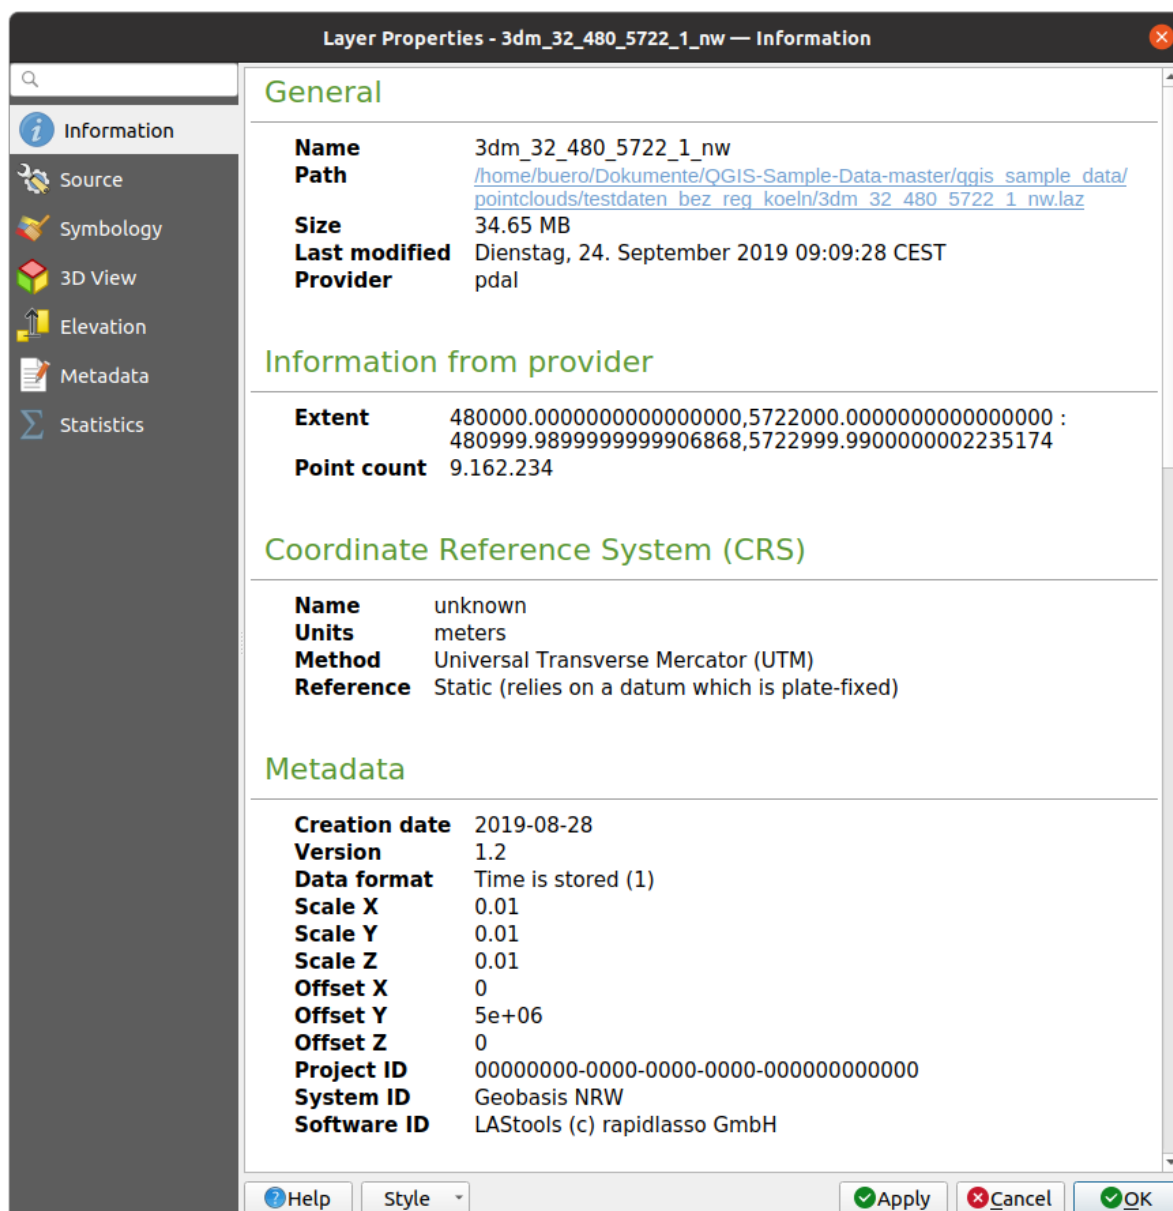 Layer Properties - 3dm_32_480_5722_1_nw — Information
Information
Source
Symbology
3D View
Elevation
Metadata
Statistics
General
Name 3dm_32_480_5722_1_nw
Path /home/buero/Dokumente/QGIS-Sample-Data-master/qgis_sample_data/
pointclouds/testdaten_bez_reg_koeln/3dm_32_480_5722_1_nw.laz
Size 34.65 MB
Last modified Dienstag, 24. September 2019 09:09:28 CEST
Provider pdal
Information from provider
Extent 480000.0000000000000000,5722000.0000000000000000 :
480999.9899999999906868,5722999.9900000002235174
Point count 9.162.234
Coordinate Reference System (CRS)
Name unknown
Units meters
Method Universal Transverse Mercator (UTM)
Reference Static (relies on a datum which is plate-fixed)
Metadata
Creation date 2019-08-28
Version 1.2
Data format Time is stored (1)
Scale X 0.01
Scale Y 0.01
Scale Z 0.01
Offset X 0
Offset Y 5e+06
Offset Z 0
Project ID 00000000-0000-0000-0000-000000000000
System ID Geobasis NRW
Software ID LAStools (c) rapidlasso GmbH
Help Style Apply Cancel OK